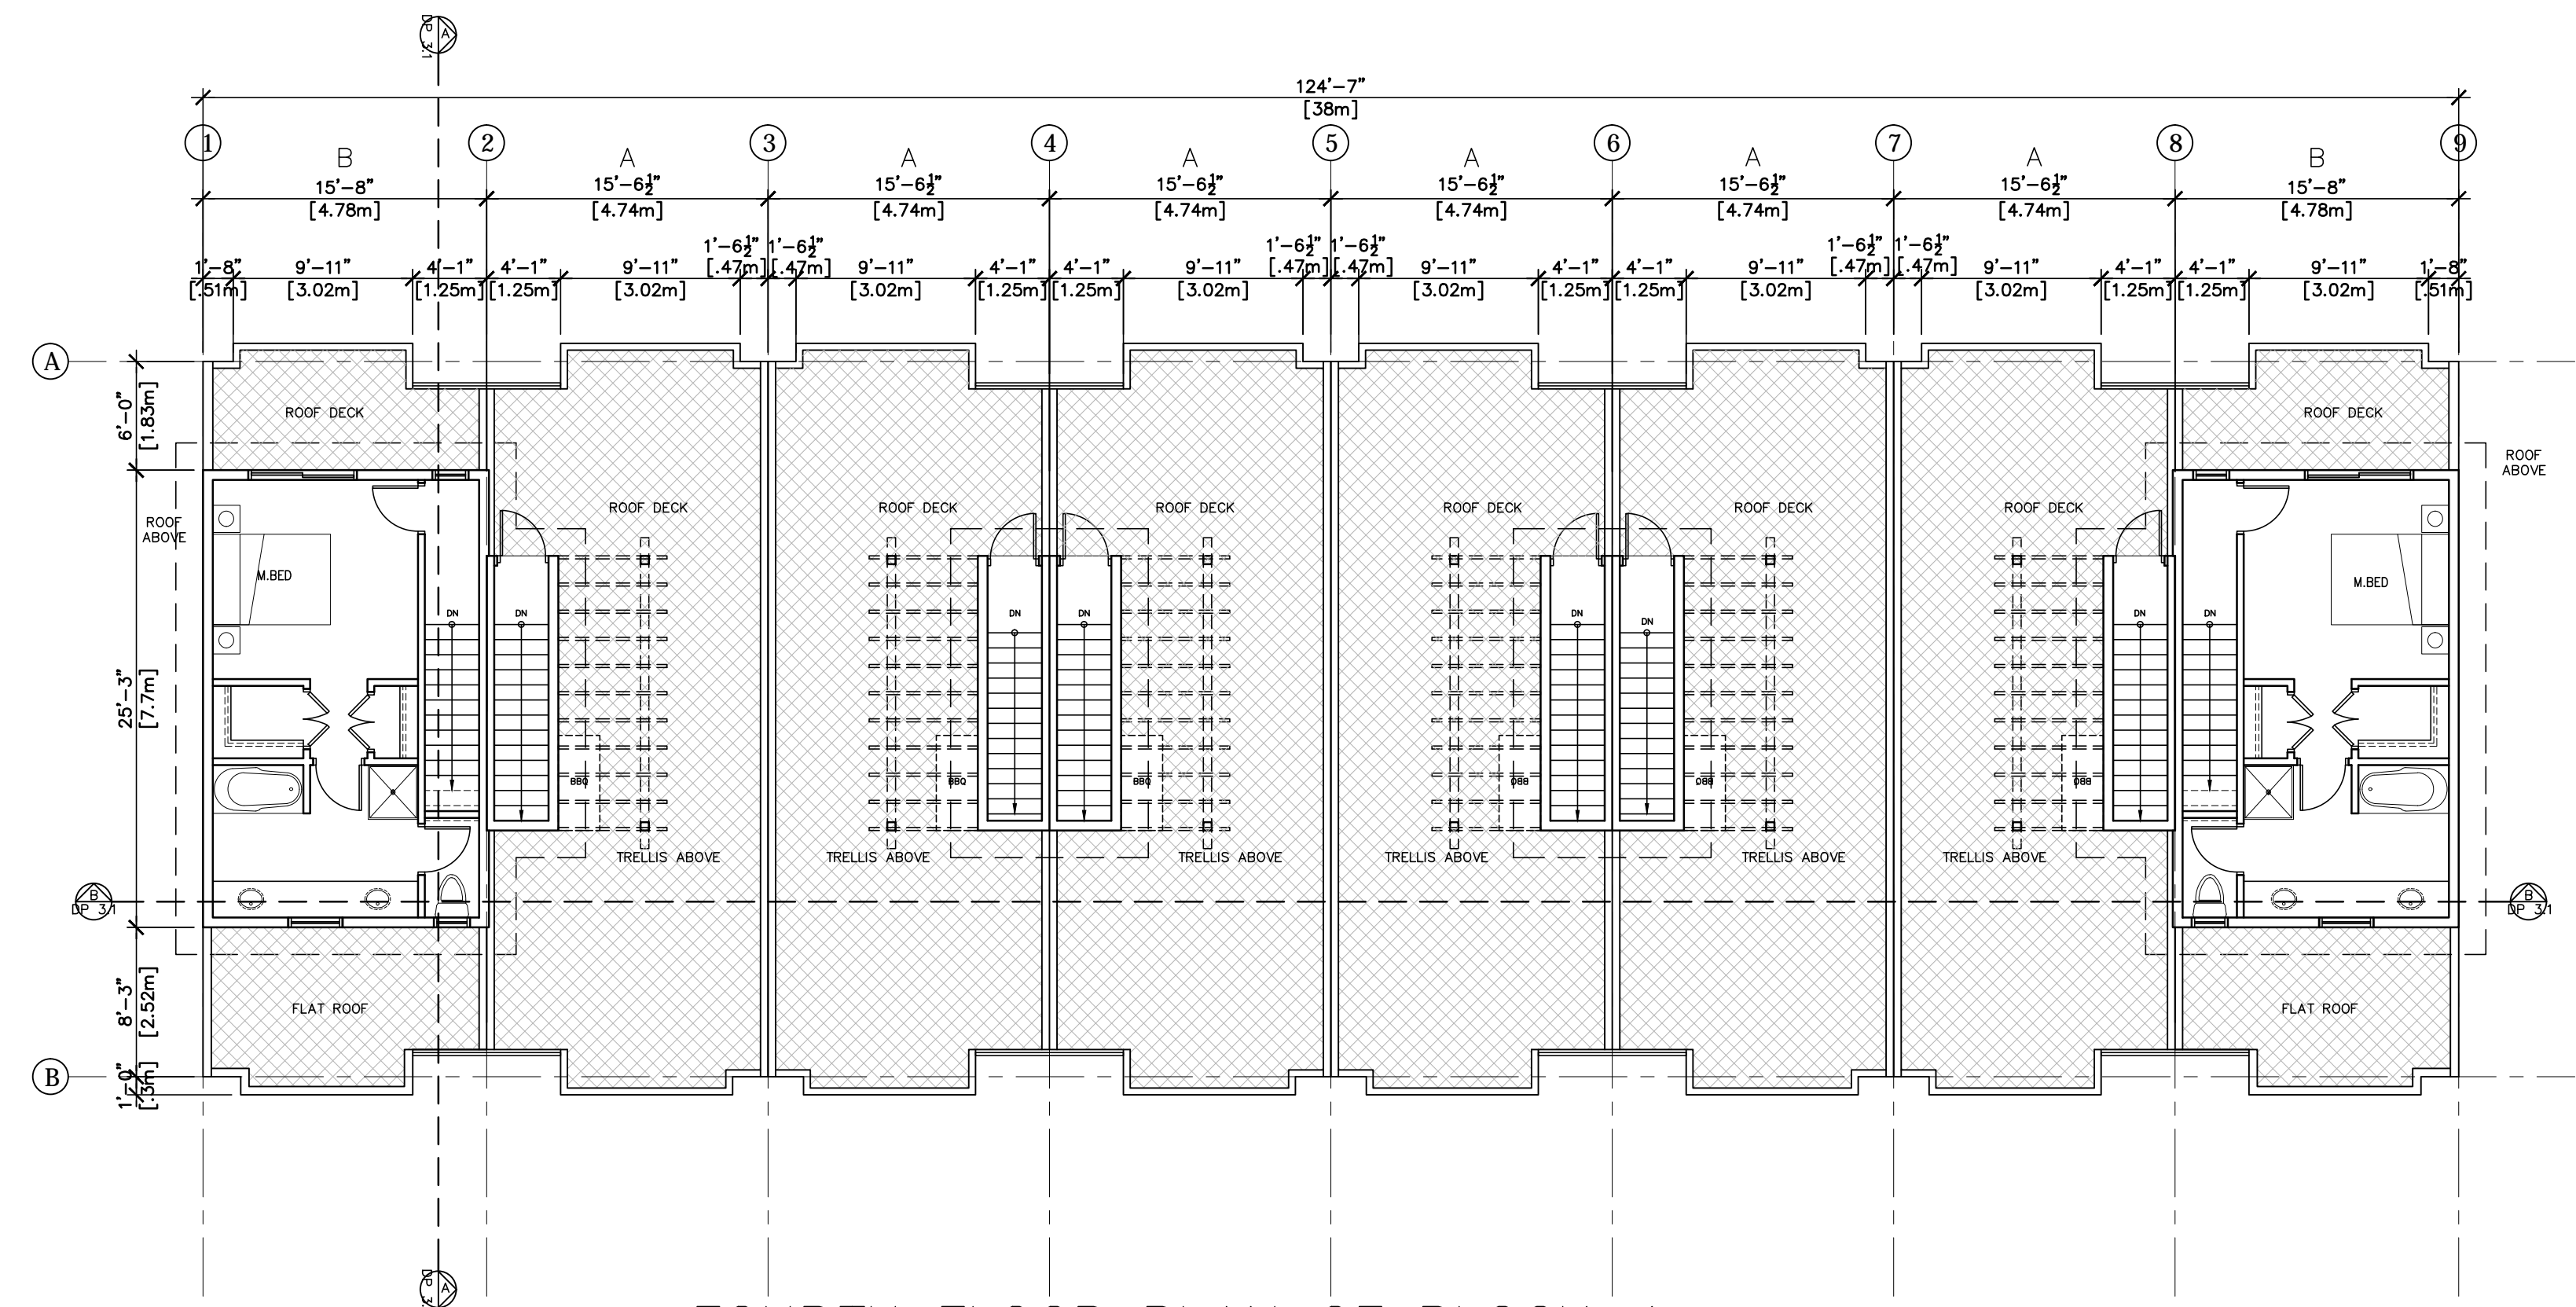 DP 3.1
A
124'-7"
[38m]
1 2 3 4 5 6 7 8 9
B A A A A A A B
15'-8" 15'-6½" 15'-6½" 15'-6½" 15'-6½" 15'-6½" 15'-6½" 15'-8"
[4.78m] [4.74m] [4.74m] [4.74m] [4.74m] [4.74m] [4.74m] [4.78m]
1'-6½" 1'-6½" 1'-6½" 1'-6½" 1'-6½" 1'-6½"
[.47m] [.47m] [.47m] [.47m] [.47m] [.47m]
1'-8" 9'-11" 4'-1" 4'-1" 9'-11" 9'-11" 4'-1" 4'-1" 9'-11" 9'-11" 4'-1" 4'-1" 9'-11" 9'-11" 4'-1" 4'-1" 9'-11" 1'-8"
[.51m] [3.02m] [1.25m] [1.25m] [3.02m] [3.02m] [1.25m] [1.25m] [3.02m] [3.02m] [1.25m] [1.25m] [3.02m] [3.02m] [1.25m] [1.25m] [3.02m] [.51m]
A
6'-0"
[1.83m]
ROOF DECK ROOF DECK
ROOF
ABOVE
ROOF DECK ROOF DECK ROOF DECK ROOF DECK ROOF DECK ROOF DECK
ROOF
ABOVE
M.BED M.BED
DN DN DN DN DN DN DN DN
25'-3"
[7.7m]
BBQ BBQ BBQ BBQ BBQ BBQ
TRELLIS ABOVE TRELLIS ABOVE TRELLIS ABOVE TRELLIS ABOVE TRELLIS ABOVE TRELLIS ABOVE
B
DP 3.1
B
DP 3.1
8'-3"
[2.52m]
FLAT ROOF FLAT ROOF
B
1'-0"
[.3m]
A